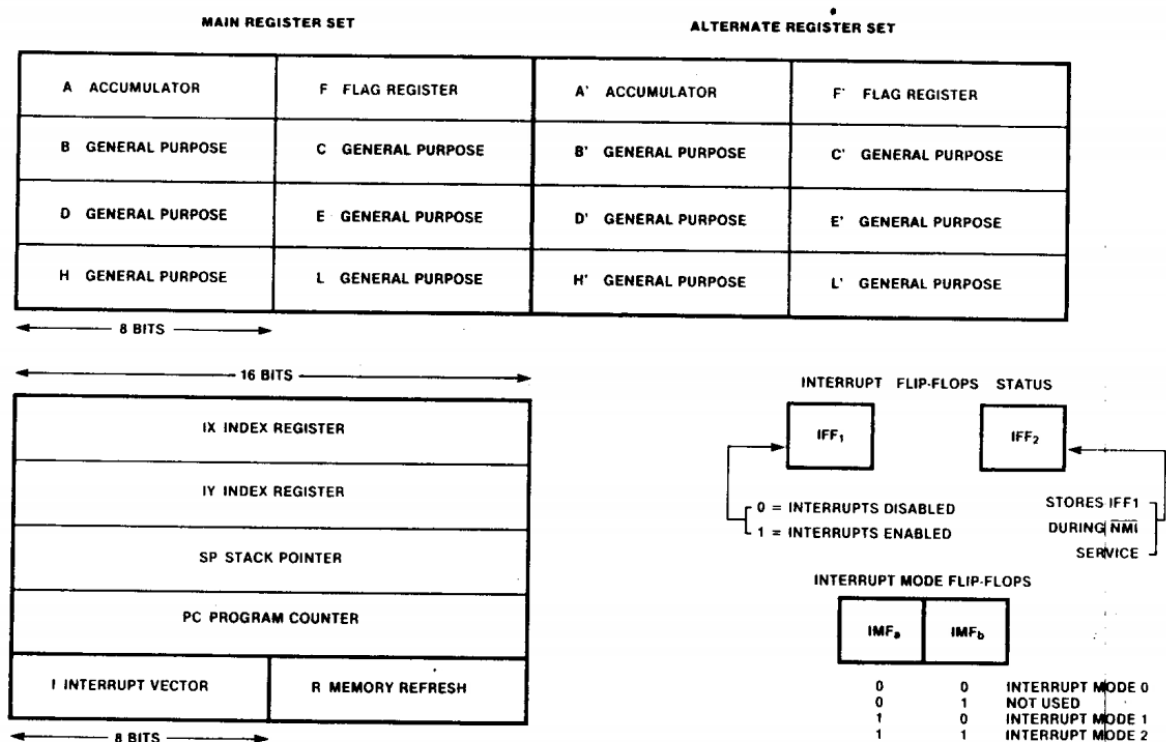 MAIN REGISTER SET
ALTERNATE REGISTER SET
A ACCUMULATOR
F FLAG REGISTER
A' ACCUMULATOR
F' FLAG REGISTER
B GENERAL PURPOSE
C GENERAL PURPOSE
B' GENERAL PURPOSE
C' GENERAL PURPOSE
D GENERAL PURPOSE
E GENERAL PURPOSE
D' GENERAL PURPOSE
E' GENERAL PURPOSE
H GENERAL PURPOSE
L GENERAL PURPOSE
H' GENERAL PURPOSE
L' GENERAL PURPOSE
8 BITS
16 BITS
IX INDEX REGISTER
IY INDEX REGISTER
SP STACK POINTER
PC PROGRAM COUNTER
I INTERRUPT VECTOR
R MEMORY REFRESH
8 BITS
INTERRUPT FLIP-FLOPS STATUS
IFF₁
IFF₂
0 = INTERRUPTS DISABLED
1 = INTERRUPTS ENABLED
STORES IFF1
DURING N̅M̅I̅
SERVICE
INTERRUPT MODE FLIP-FLOPS
IMFₐ
IMF_b
0 0 INTERRUPT MODE 0
0 1 NOT USED
1 0 INTERRUPT MODE 1
1 1 INTERRUPT MODE 2